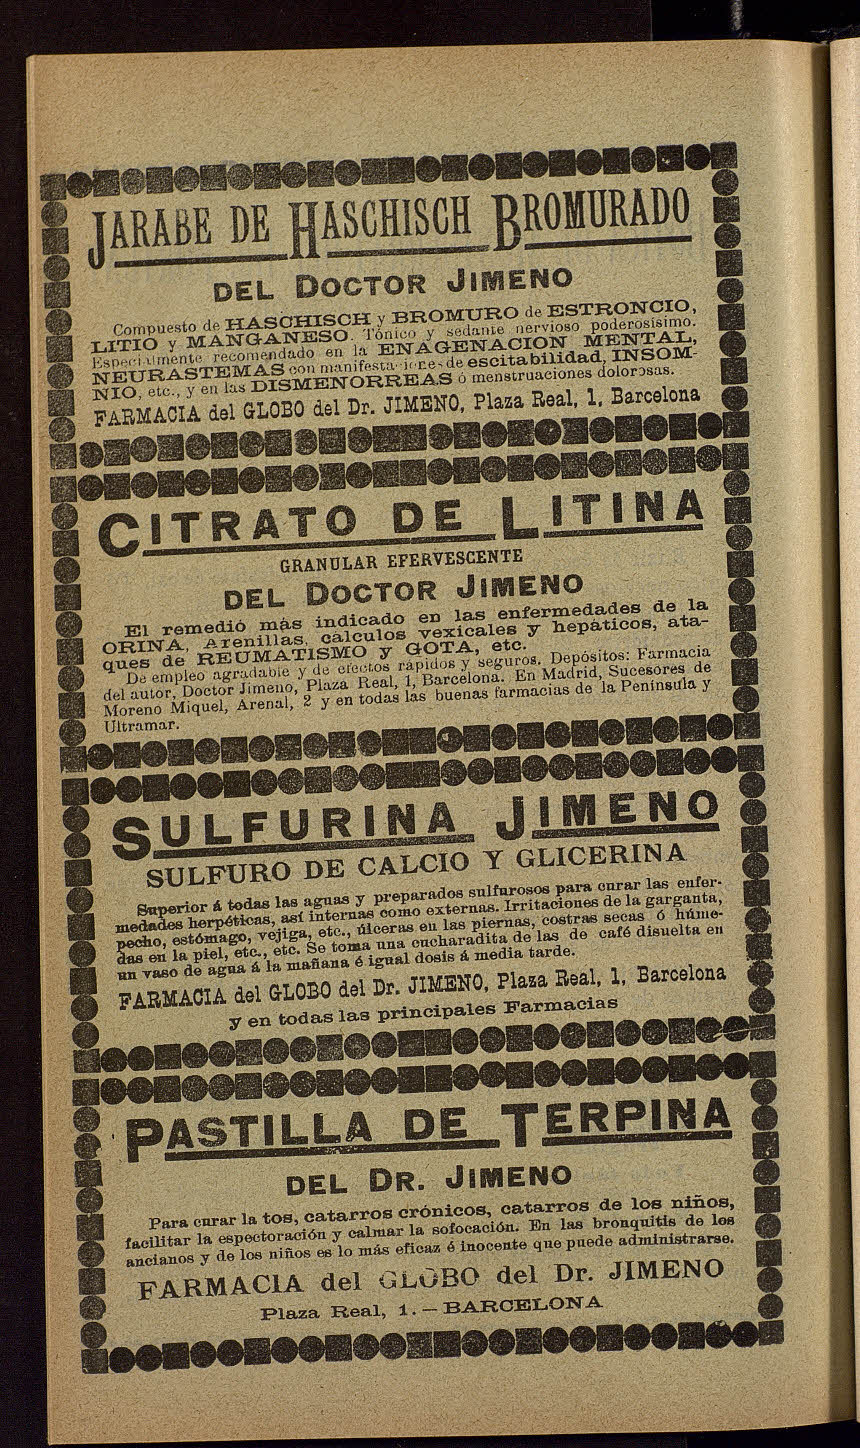 JARABE DE HASCHISCH BROMURADO
DEL DOCTOR JIMENO
Compuesto de HASCHISCH y BROMURO de ESTRONCIO,
LITIO y MANGANESO. Tónico y sedante nervioso poderosísimo.
Especialmente recomendado en la ENAGENACION MENTAL,
NEURASTEMAS con manifestaciones de escitabilidad, INSOM-
NIO, etc., y en las DISMENORREAS ó menstruaciones dolorosas.
FARMACIA del GLOBO del Dr. JIMENO, Plaza Real, 1, Barcelona
CITRATO DE LITINA
GRANULAR EFERVESCENTE
DEL DOCTOR JIMENO
El remedio más indicado en las enfermedades de la
ORINA, Arenillas, cálculos vexicales y hepáticos, ata-
ques de REUMATISMO y GOTA, etc.
De empleo agradable y de efectos rápidos y seguros. Depósitos: Farmacia
del autor, Doctor Jimeno, Plaza Real, 1, Barcelona. En Madrid, Sucesores de
Moreno Miquel, Arenal, 2 y en todas las buenas farmacias de la Península y
Ultramar.
SULFURINA JIMENO
SULFURO DE CALCIO Y GLICERINA
Superior á todas las aguas y preparados sulfurosos para curar las enfer-
medades herpéticas, así internas como externas. Irritaciones de la garganta,
pecho, estómago, vejiga, etc., úlceras en las piernas, costras secas ó húme-
das en la piel, etc., etc. Se toma una cucharadita de las de café disuelta en
un vaso de agua á la mañana é igual dosis á media tarde.
FARMACIA del GLOBO del Dr. JIMENO, Plaza Real, 1, Barcelona
y en todas las principales Farmacias
PASTILLA DE TERPINA
DEL DR. JIMENO
Para curar la tos, catarros crónicos, catarros de los niños,
facilitar la espectoración y calmar la sofocación. En las bronquitis de los
ancianos y de los niños es lo más eficaz é inocente que puede administrarse.
FARMACIA del GLOBO del Dr. JIMENO
Plaza Real, 1. — BARCELONA